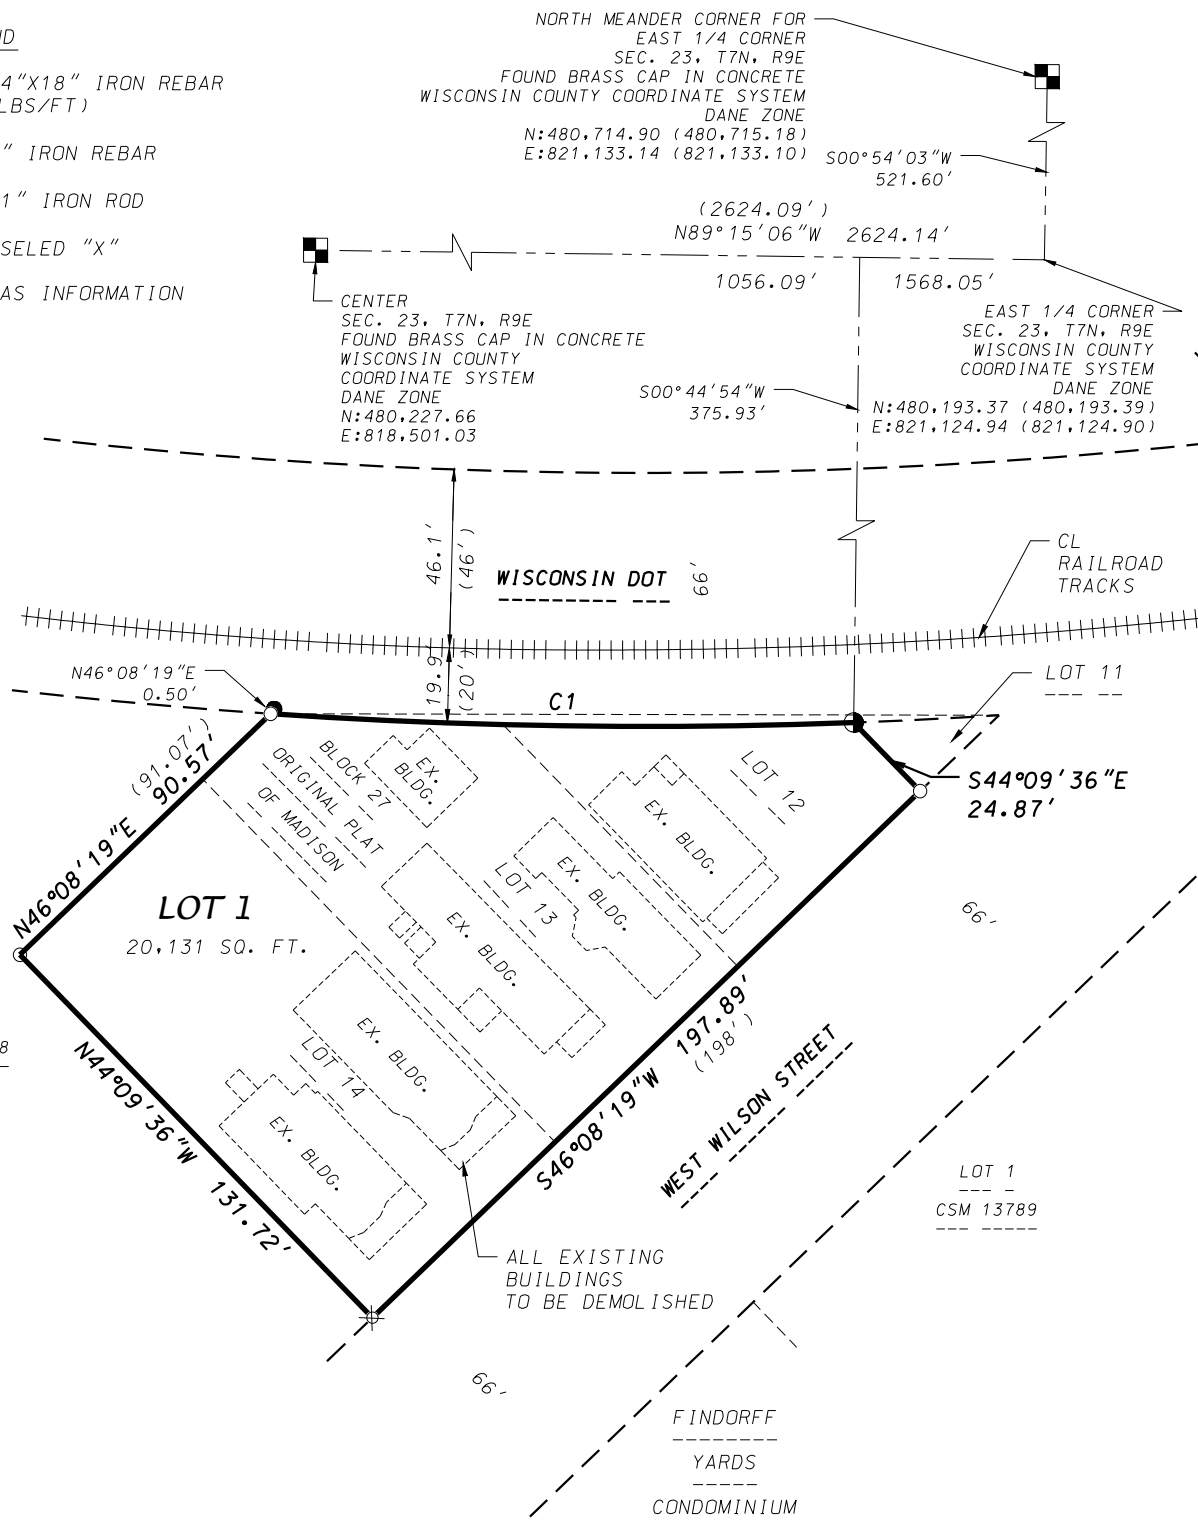 ND
4"X18" IRON REBAR
LBS/FT)
" IRON REBAR
1" IRON ROD
SELED "X"
AS INFORMATION
NORTH MEANDER CORNER FOR
EAST 1/4 CORNER
SEC. 23, T7N, R9E
FOUND BRASS CAP IN CONCRETE
WISCONSIN COUNTY COORDINATE SYSTEM
DANE ZONE
N:480,714.90 (480,715.18)
E:821,133.14 (821,133.10)
S00°54'03"W
521.60'
(2624.09')
N89°15'06"W 2624.14'
1056.09'
1568.05'
CENTER
SEC. 23, T7N, R9E
FOUND BRASS CAP IN CONCRETE
WISCONSIN COUNTY
COORDINATE SYSTEM
DANE ZONE
N:480,227.66
E:818,501.03
EAST 1/4 CORNER
SEC. 23, T7N, R9E
WISCONSIN COUNTY
COORDINATE SYSTEM
DANE ZONE
N:480,193.37 (480,193.39)
E:821,124.94 (821,124.90)
S00°44'54"W
375.93'
46.1'
(46')
WISCONSIN DOT
66'
CL
RAILROAD
TRACKS
N46°08'19"E
0.50'
19.9'
(20')
C1
LOT 11
(91.07')
90.57'
N46°08'19"E
BLOCK 27
ORIGINAL PLAT
OF MADISON
EX.
BLDG.
LOT 12
EX. BLDG.
S44°09'36"E
24.87'
LOT 1
20,131 SQ. FT.
EX. BLDG.
LOT 13
EX. BLDG.
66'
EX. BLDG.
LOT 14
EX. BLDG.
8
N44°09'36"W 131.72'
S46°08'19"W 197.89'
(198')
WEST WILSON STREET
LOT 1
CSM 13789
ALL EXISTING
BUILDINGS
TO BE DEMOLISHED
66'
FINDORFF
YARDS
CONDOMINIUM